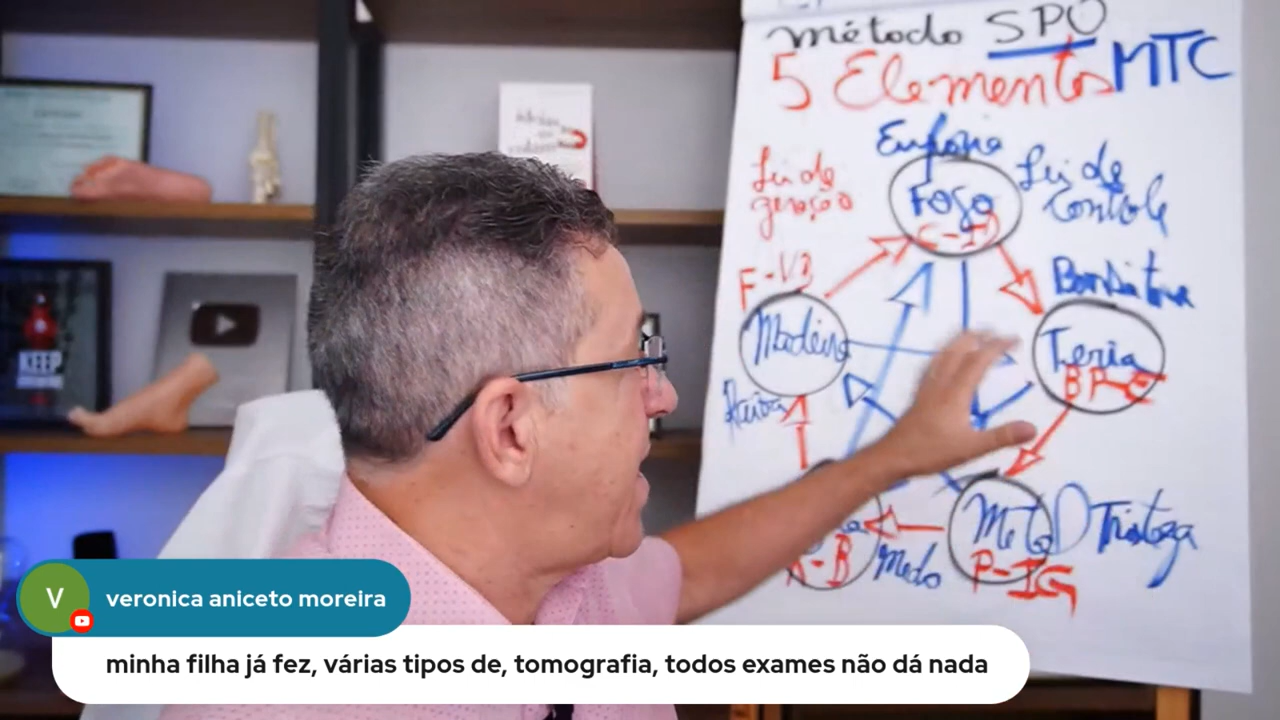 método SPO
5 Elementos MTC
Euforia
Fogo
C-ID
Lei de
geração
Lei de
controle
F-VB
Madeira
Raiva
Terra
BP-E
Metal
P-IG
Tristeza
Medo
R-B
KEEP
V
veronica aniceto moreira
minha filha já fez, várias tipos de, tomografia, todos exames não dá nada